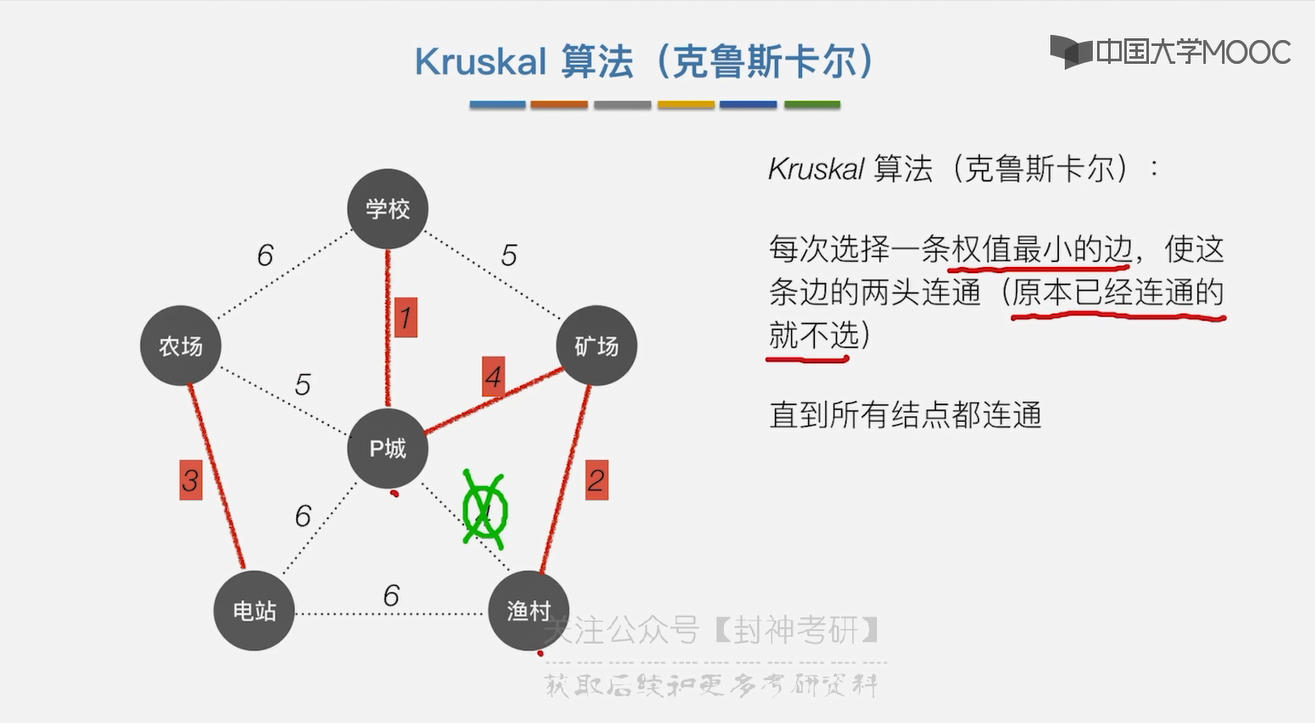 Kruskal 算法（克鲁斯卡尔）
中国大学MOOC
Kruskal 算法（克鲁斯卡尔）：
每次选择一条权值最小的边，使这
条边的两头连通（原本已经连通的
就不选）
直到所有结点都连通
学校
6
5
1
农场
矿场
4
5
P城
3
2
6
6
电站
渔村
关注公众号【封神考研】
获取后续和更多考研资料